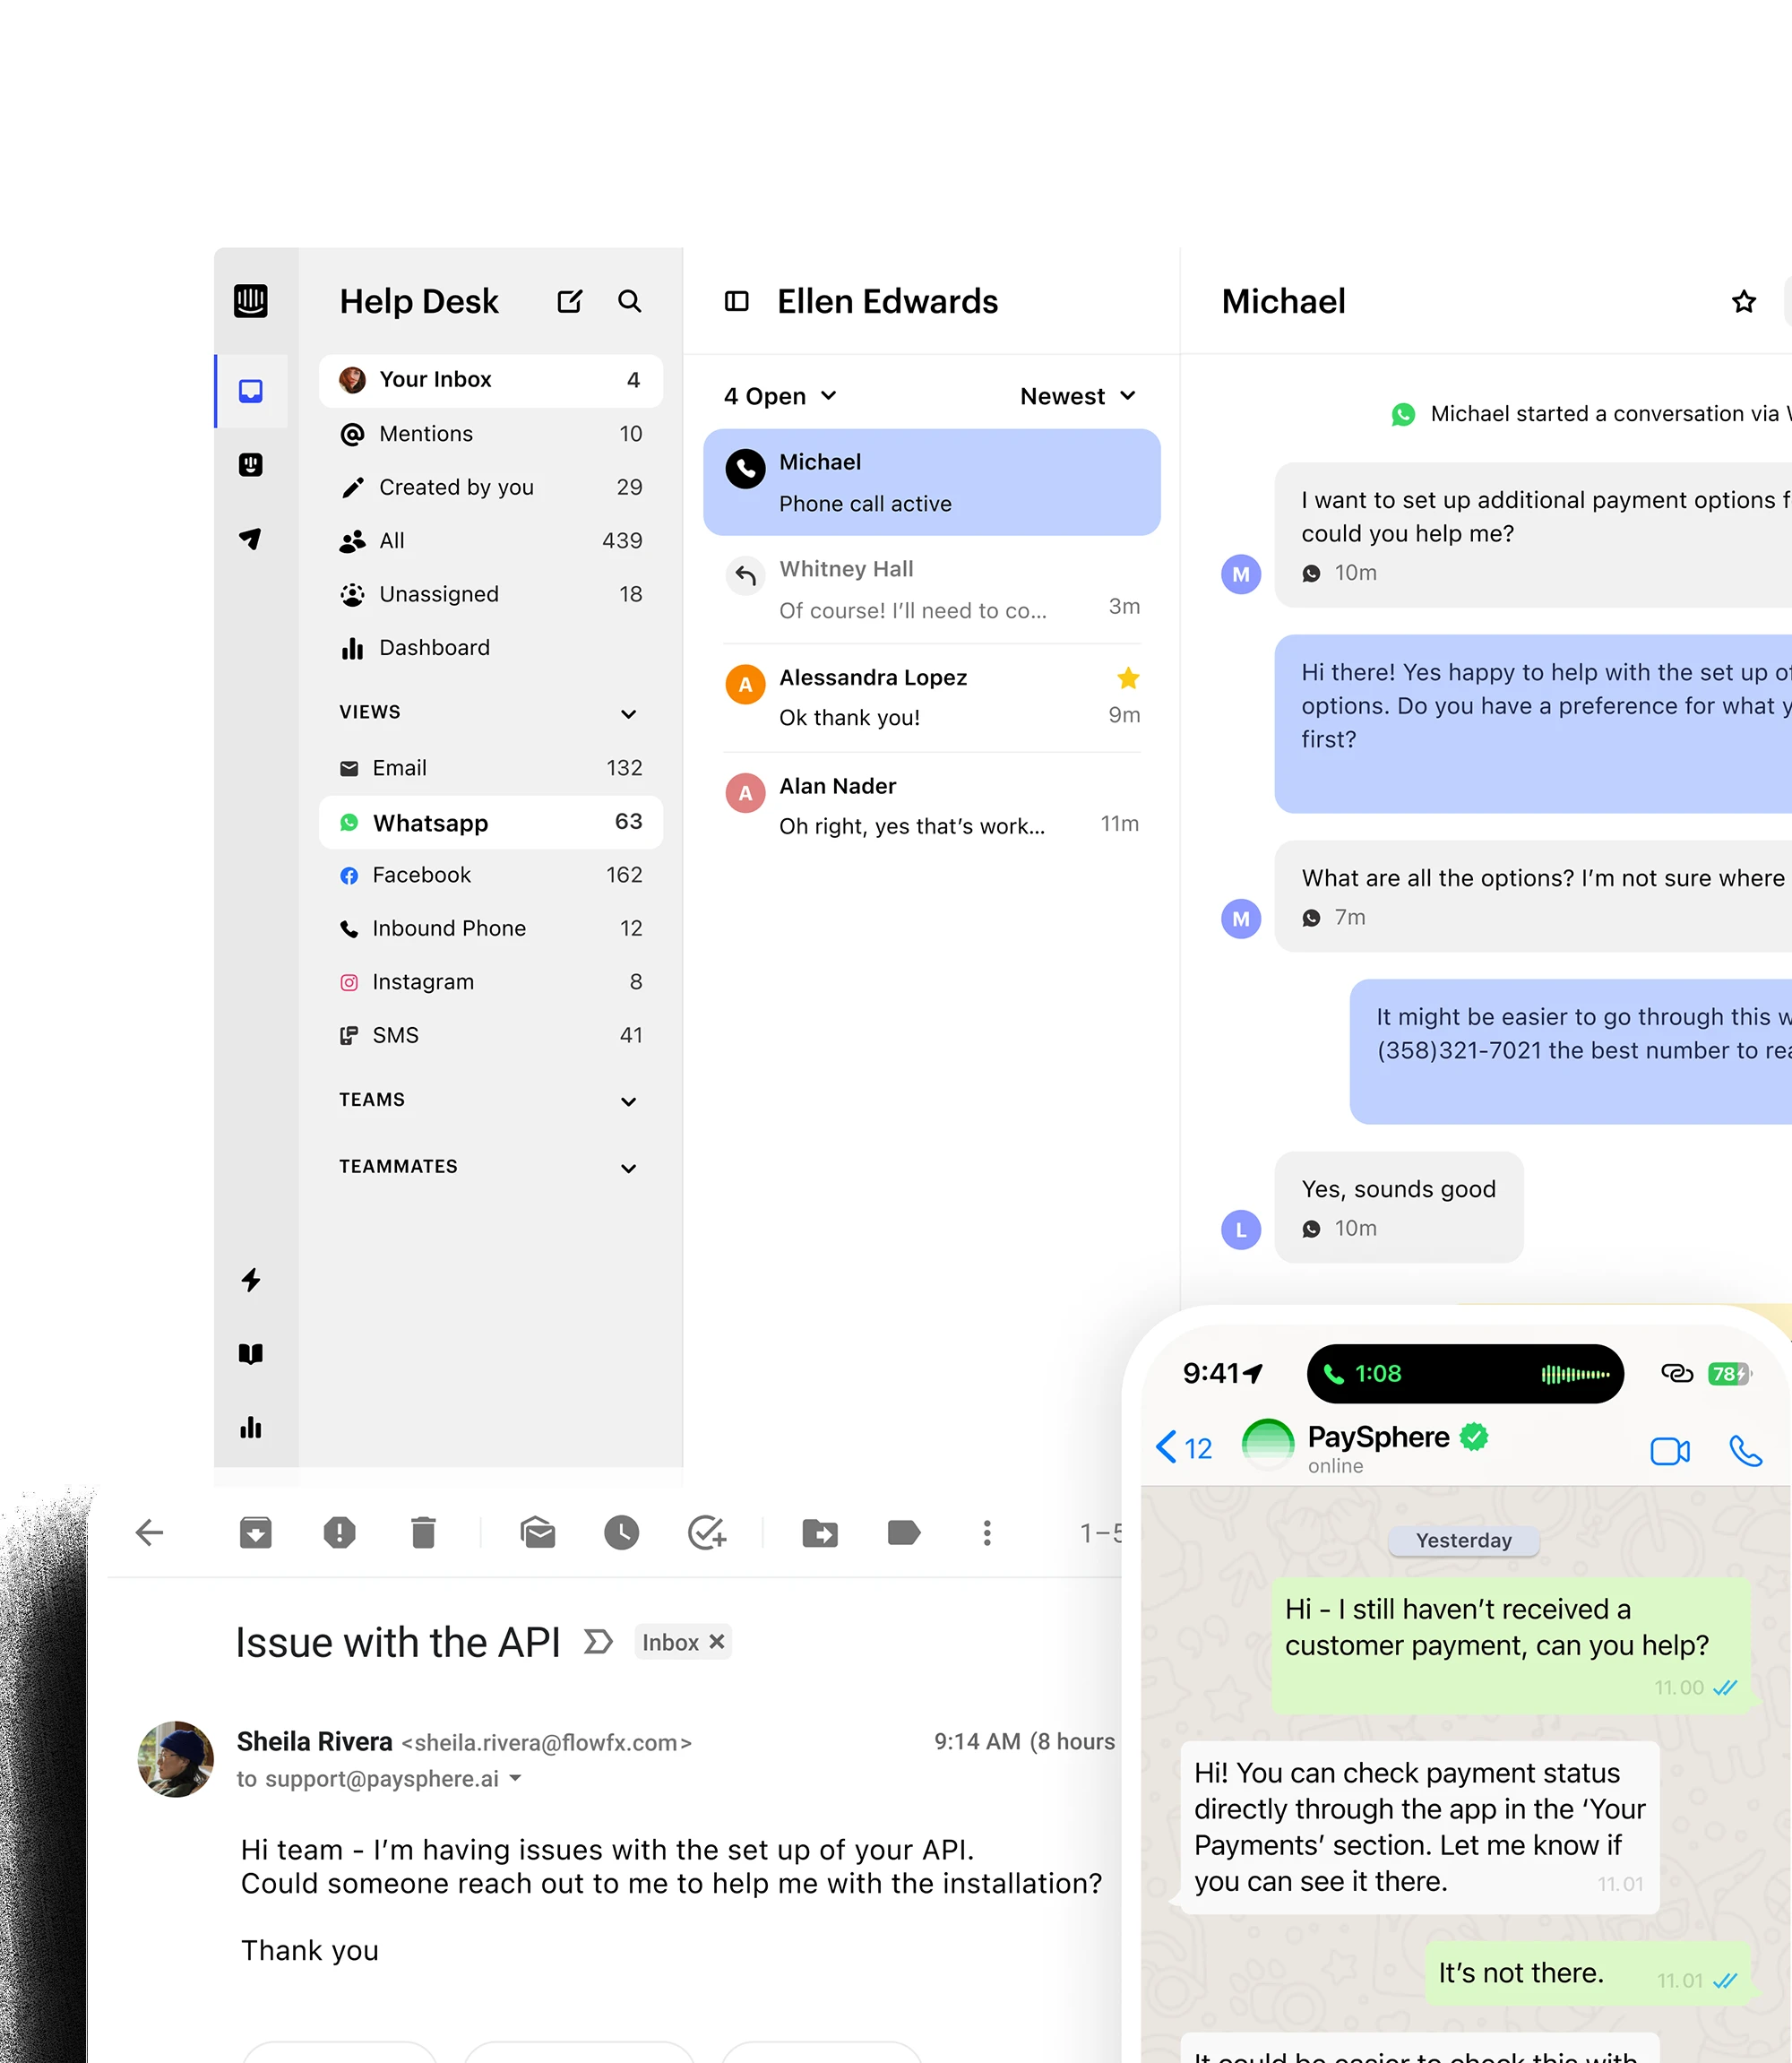 Help Desk
Your Inbox 4
Mentions 10
Created by you 29
All 439
Unassigned 18
Dashboard
VIEWS
Email 132
Whatsapp 63
Facebook 162
Inbound Phone 12
Instagram 8
SMS 41
TEAMS
TEAMMATES
Ellen Edwards
4 Open
Newest
Michael
Phone call active
Whitney Hall
Of course! I’ll need to co... 3m
A Alessandra Lopez
Ok thank you! 9m
A Alan Nader
Oh right, yes that’s work... 11m
Michael
Michael started a conversation via
I want to set up additional payment options
could you help me?
M 10m
Hi there! Yes happy to help with the set up
options. Do you have a preference for what
first?
What are all the options? I’m not sure where
M 7m
It might be easier to go through this
(358)321-7021 the best number to
Yes, sounds good
L 10m
9:41 1:08 78
12 PaySphere
online
Yesterday
Hi - I still haven’t received a
customer payment, can you help?
11.00
Hi! You can check payment status
directly through the app in the ‘Your
Payments’ section. Let me know if
you can see it there. 11.01
It’s not there. 11.01
It could be easier to check this with
1–5
Issue with the API Inbox ×
Sheila Rivera <sheila.rivera@flowfx.com> 9:14 AM (8 hours
to support@paysphere.ai
Hi team - I’m having issues with the set up of your API.
Could someone reach out to me to help me with the installation?
Thank you